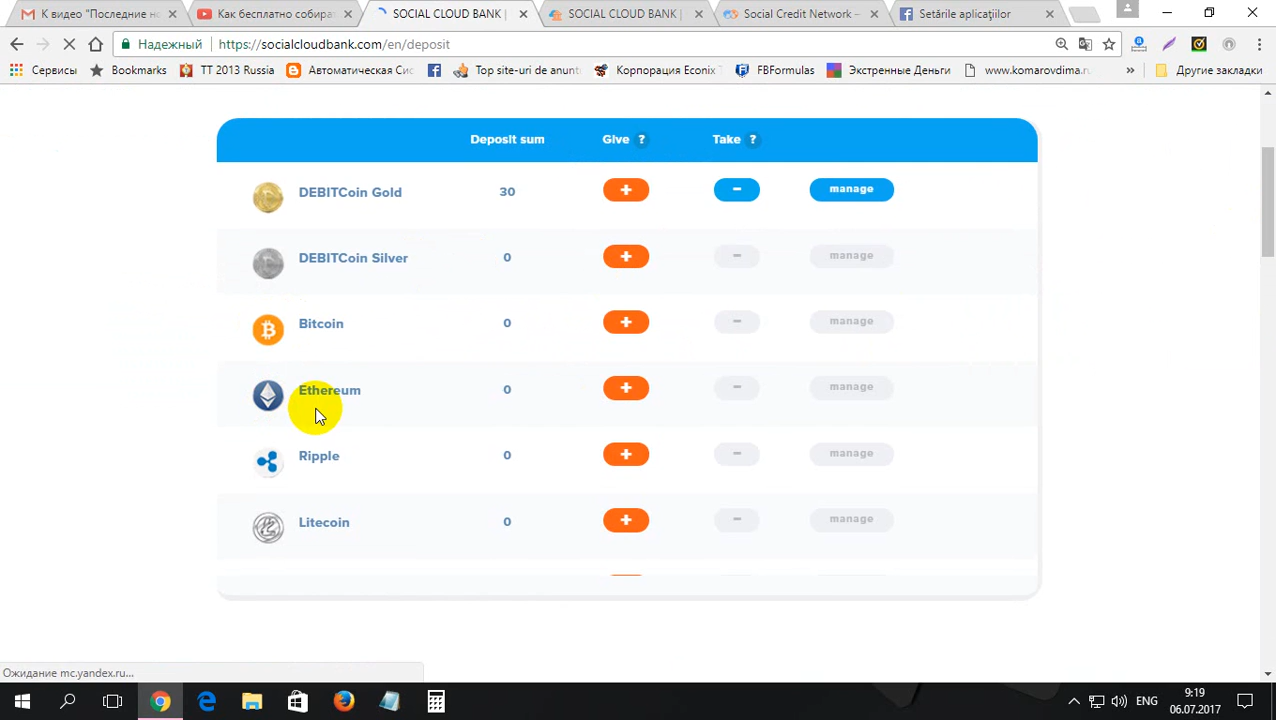 К видео "Последние но
Как бесплатно собира
SOCIAL CLOUD BANK |
SOCIAL CLOUD BANK |
Social Credit Network –
Setările aplicaţiilor
Надежный
https://socialcloudbank.com/en/deposit
Сервисы
Bookmarks
TT 2013 Russia
Автоматическая Сис
Top site-uri de anunt
Корпорация Econix T
FBFormulas
Экстренные Деньги
www.komarovdima.ru
»
Другие закладки
Deposit sum Give ? Take ?
DEBITCoin Gold 30 + − manage
DEBITCoin Silver 0 + − manage
Bitcoin 0 + − manage
Ethereum 0 + − manage
Ripple 0 + − manage
Litecoin 0 + − manage
Ожидание mc.yandex.ru...
ENG
9:19
06.07.2017